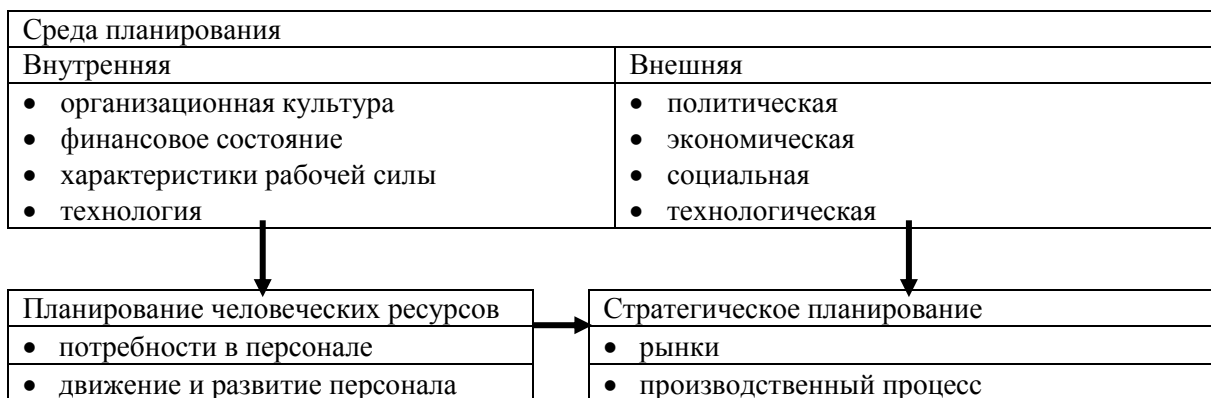 Среда планирования
Внутренняя
Внешняя
• организационная культура
• финансовое состояние
• характеристики рабочей силы
• технология
• политическая
• экономическая
• социальная
• технологическая
Планирование человеческих ресурсов
• потребности в персонале
• движение и развитие персонала
Стратегическое планирование
• рынки
• производственный процесс